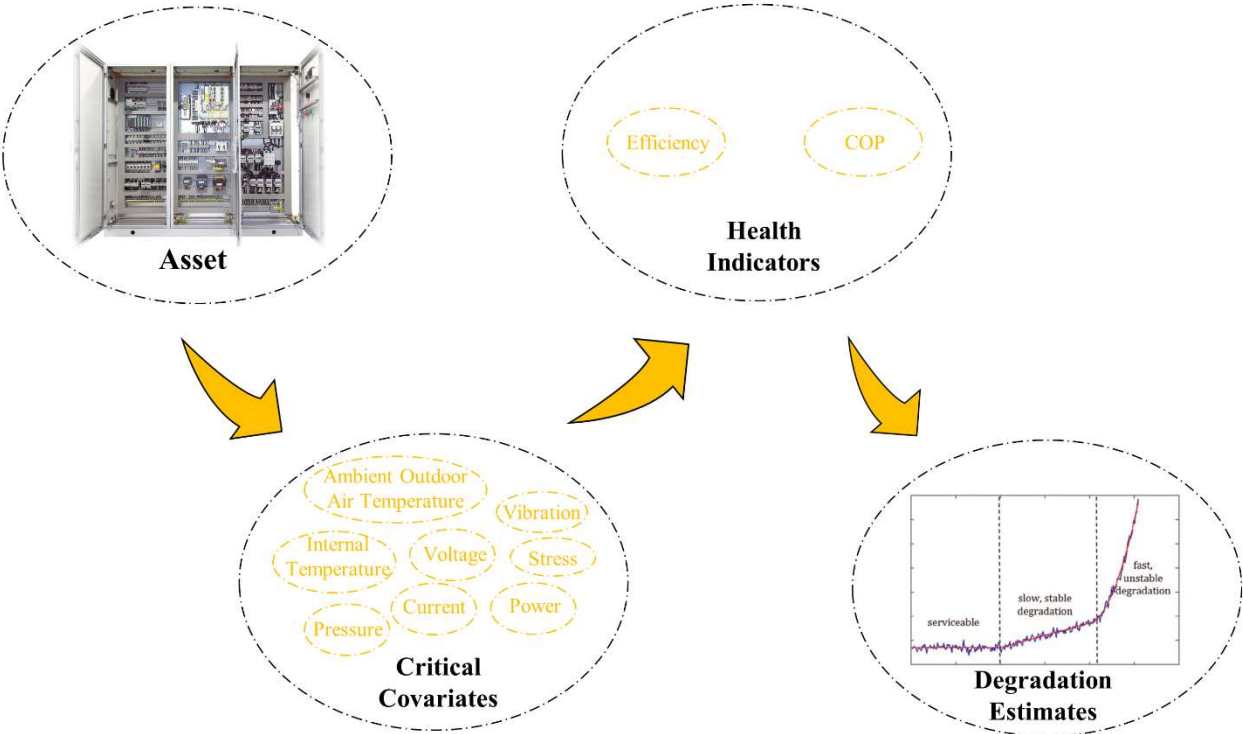 Asset
Efficiency
COP
Health
Indicators
Ambient Outdoor
Air Temperature
Vibration
Internal
Temperature
Voltage
Stress
Current
Power
Pressure
Critical
Covariates
serviceable
slow, stable
degradation
fast,
unstable
degradation
Degradation
Estimates